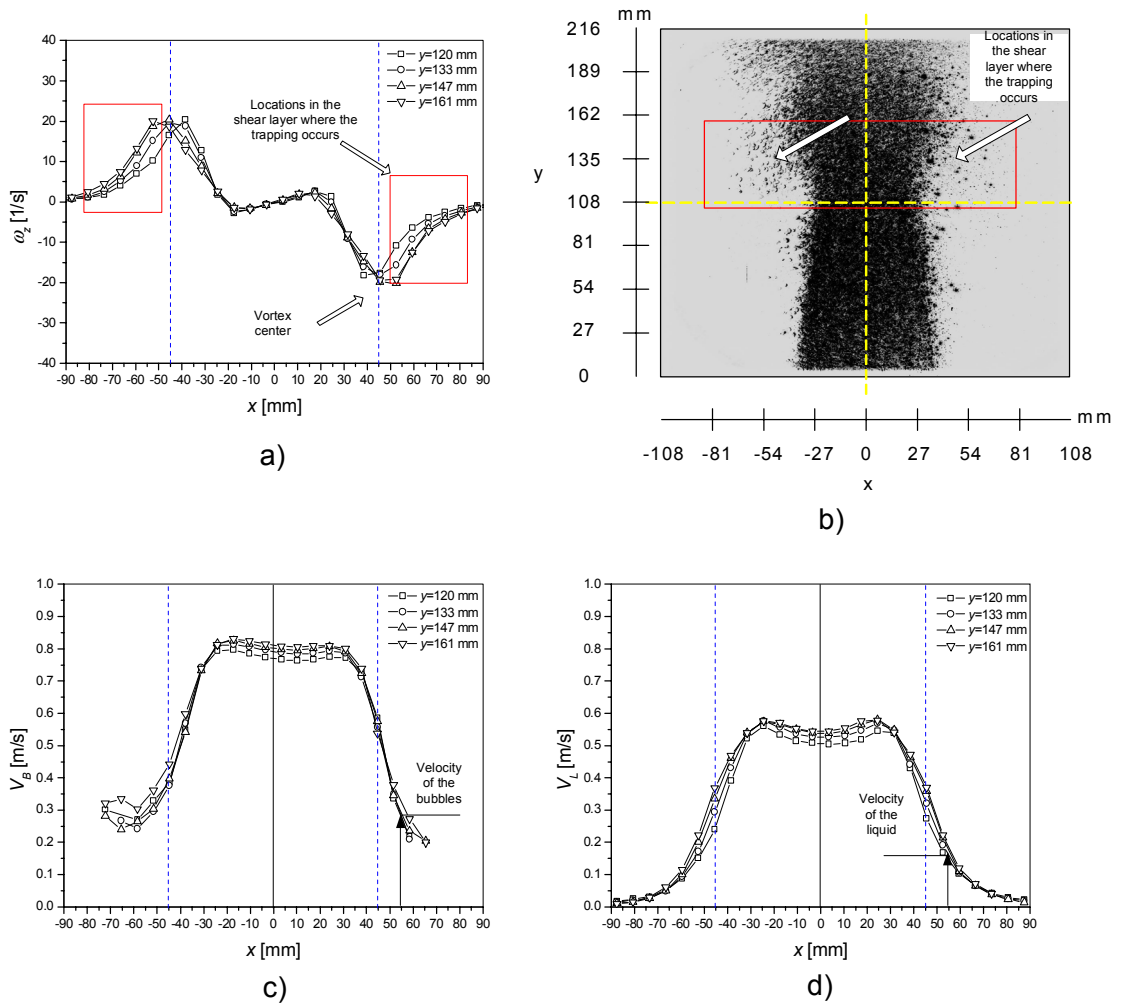 40
30
20
10
0
-10
-20
-30
-40
ω_z [1/s]
y=120 mm
y=133 mm
y=147 mm
y=161 mm
Locations in the
shear layer where the
trapping occurs
Vortex
center
-90 -80 -70 -60 -50 -40 -30 -20 -10 0 10 20 30 40 50 60 70 80 90
x [mm]
a)
mm
216
189
162
135
108
81
54
27
0
y
Locations in
the shear
layer where
the trapping
occurs
mm
-108 -81 -54 -27 0 27 54 81 108
x
b)
1.0
0.9
0.8
0.7
0.6
0.5
0.4
0.3
0.2
0.1
0.0
V_B [m/s]
y=120 mm
y=133 mm
y=147 mm
y=161 mm
Velocity
of the
bubbles
-90 -80 -70 -60 -50 -40 -30 -20 -10 0 10 20 30 40 50 60 70 80 90
x [mm]
c)
1.0
0.9
0.8
0.7
0.6
0.5
0.4
0.3
0.2
0.1
0.0
V_L [m/s]
y=120 mm
y=133 mm
y=147 mm
y=161 mm
Velocity
of the
liquid
-90 -80 -70 -60 -50 -40 -30 -20 -10 0 10 20 30 40 50 60 70 80 90
x [mm]
d)